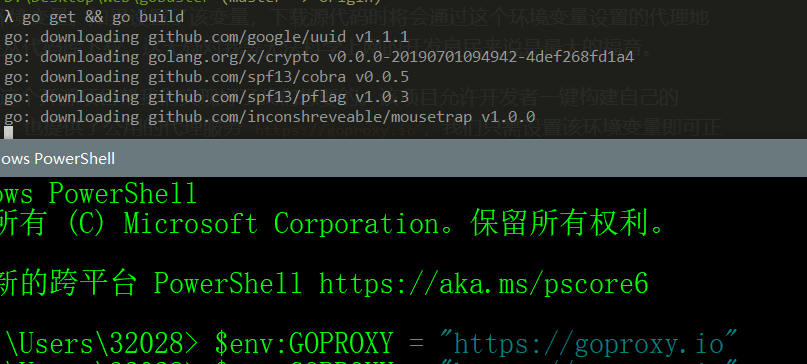 λ go get && go build
go: downloading github.com/google/uuid v1.1.1
go: downloading golang.org/x/crypto v0.0.0-20190701094942-4def268fd1a4
go: downloading github.com/spf13/cobra v0.0.5
go: downloading github.com/spf13/pflag v1.0.3
go: downloading github.com/inconshreveable/mousetrap v1.0.0
ows PowerShell
ows PowerShell
所有 (C) Microsoft Corporation。保留所有权利。
新的跨平台 PowerShell https://aka.ms/pscore6
\Users\32028> $env:GOPROXY = "https://goproxy.io"